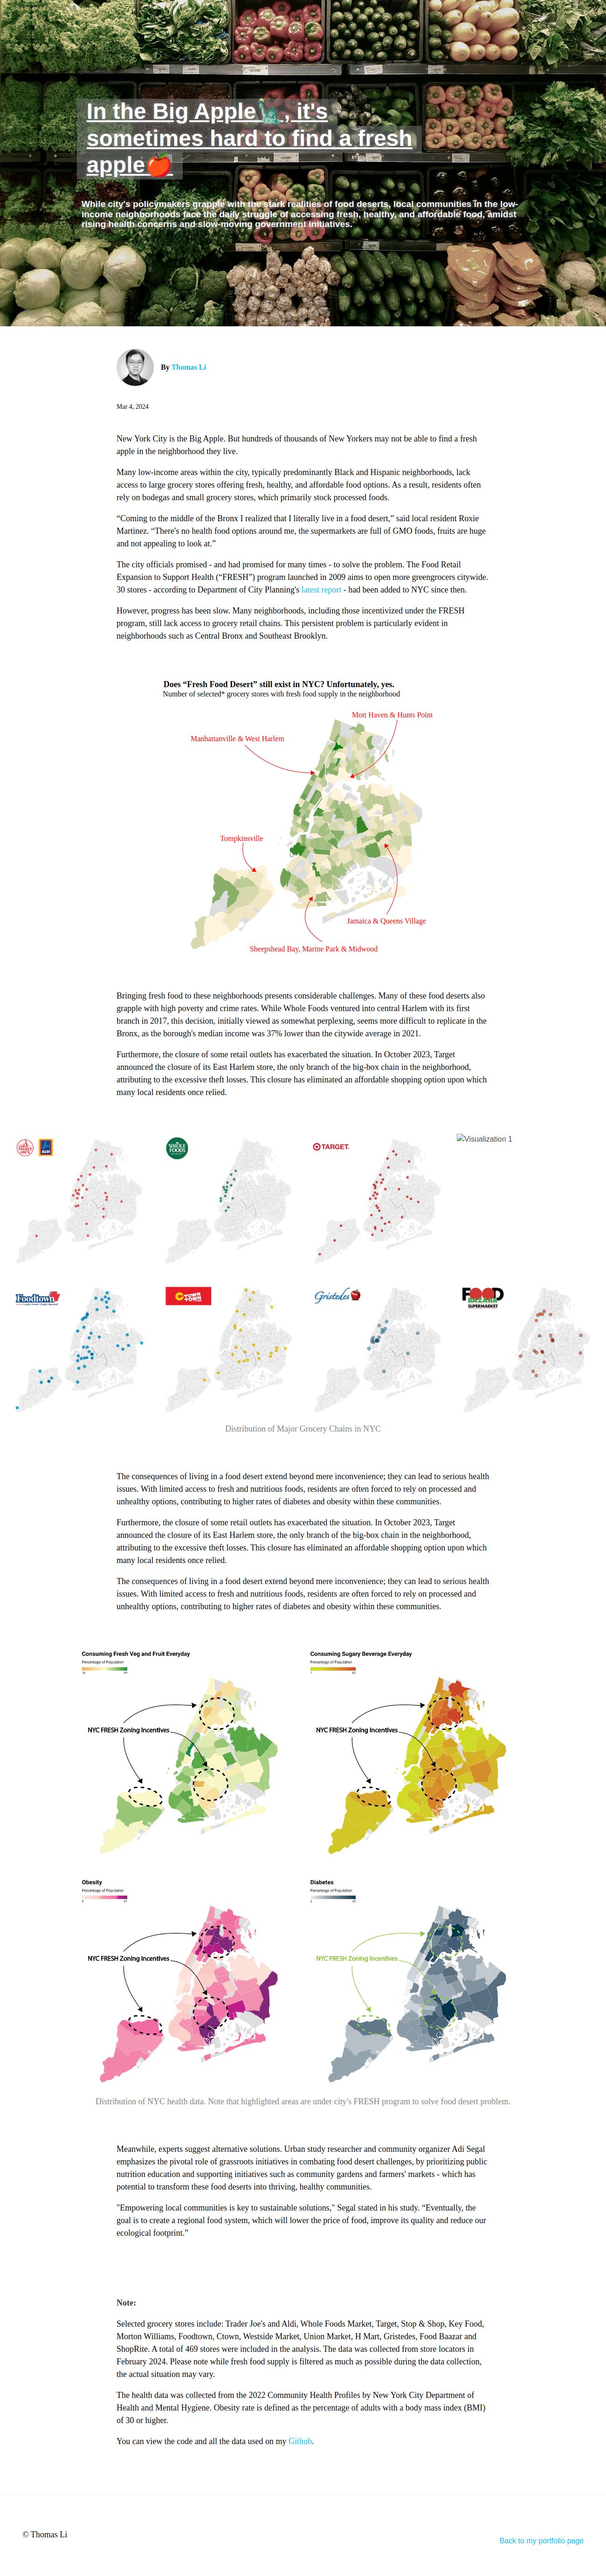 In the Big Apple🗽, it's
sometimes hard to find a fresh
apple🍎
While city's policymakers grapple with the stark realities of food deserts, local communities in the low-
income neighborhoods face the daily struggle of accessing fresh, healthy, and affordable food, amidst
rising health concerns and slow-moving government initiatives.
By Thomas Li
Mar 4, 2024
New York City is the Big Apple. But hundreds of thousands of New Yorkers may not be able to find a fresh
apple in the neighborhood they live.
Many low-income areas within the city, typically predominantly Black and Hispanic neighborhoods, lack
access to large grocery stores offering fresh, healthy, and affordable food options. As a result, residents often
rely on bodegas and small grocery stores, which primarily stock processed foods.
“Coming to the middle of the Bronx I realized that I literally live in a food desert,” said local resident Roxie
Martinez. “There's no health food options around me, the supermarkets are full of GMO foods, fruits are huge
and not appealing to look at.”
The city officials promised - and had promised for many times - to solve the problem. The Food Retail
Expansion to Support Health (“FRESH”) program launched in 2009 aims to open more greengrocers citywide.
30 stores - according to Department of City Planning's latest report - had been added to NYC since then.
However, progress has been slow. Many neighborhoods, including those incentivized under the FRESH
program, still lack access to grocery retail chains. This persistent problem is particularly evident in
neighborhoods such as Central Bronx and Southeast Brooklyn.
Does “Fresh Food Desert” still exist in NYC? Unfortunately, yes.
Number of selected* grocery stores with fresh food supply in the neighborhood
Mott Haven & Hunts Point
Manhattanville & West Harlem
Tompkinsville
Jamaica & Queens Village
Sheepshead Bay, Marine Park & Midwood
Bringing fresh food to these neighborhoods presents considerable challenges. Many of these food deserts also
grapple with high poverty and crime rates. While Whole Foods ventured into central Harlem with its first
branch in 2017, this decision, initially viewed as somewhat perplexing, seems more difficult to replicate in the
Bronx, as the borough's median income was 37% lower than the citywide average in 2021.
Furthermore, the closure of some retail outlets has exacerbated the situation. In October 2023, Target
announced the closure of its East Harlem store, the only branch of the big-box chain in the neighborhood,
attributing to the excessive theft losses. This closure has eliminated an affordable shopping option upon which
many local residents once relied.
ALDI
WHOLE
FOODS
TARGET.
Visualization 1
Foodtown
C TOWN
Gristedes
FOOD
BAZAAR
SUPERMARKET
Distribution of Major Grocery Chains in NYC
The consequences of living in a food desert extend beyond mere inconvenience; they can lead to serious health
issues. With limited access to fresh and nutritious foods, residents are often forced to rely on processed and
unhealthy options, contributing to higher rates of diabetes and obesity within these communities.
Furthermore, the closure of some retail outlets has exacerbated the situation. In October 2023, Target
announced the closure of its East Harlem store, the only branch of the big-box chain in the neighborhood,
attributing to the excessive theft losses. This closure has eliminated an affordable shopping option upon which
many local residents once relied.
The consequences of living in a food desert extend beyond mere inconvenience; they can lead to serious health
issues. With limited access to fresh and nutritious foods, residents are often forced to rely on processed and
unhealthy options, contributing to higher rates of diabetes and obesity within these communities.
Consuming Fresh Veg and Fruit Everyday
Percentage of Population
NYC FRESH Zoning Incentives
Consuming Sugary Beverage Everyday
Percentage of Population
NYC FRESH Zoning Incentives
Obesity
Percentage of Population
NYC FRESH Zoning Incentives
Diabetes
Percentage of Population
NYC FRESH Zoning Incentives
Distribution of NYC health data. Note that highlighted areas are under city's FRESH program to solve food desert problem.
Meanwhile, experts suggest alternative solutions. Urban study researcher and community organizer Adi Segal
emphasizes the pivotal role of grassroots initiatives in combating food desert challenges, by prioritizing public
nutrition education and supporting initiatives such as community gardens and farmers' markets - which has
potential to transform these food deserts into thriving, healthy communities.
"Empowering local communities is key to sustainable solutions," Segal stated in his study. “Eventually, the
goal is to create a regional food system, which will lower the price of food, improve its quality and reduce our
ecological footprint.”
Note:
Selected grocery stores include: Trader Joe's and Aldi, Whole Foods Market, Target, Stop & Shop, Key Food,
Morton Williams, Foodtown, Ctown, Westside Market, Union Market, H Mart, Gristedes, Food Baazar and
ShopRite. A total of 469 stores were included in the analysis. The data was collected from store locators in
February 2024. Please note while fresh food supply is filtered as much as possible during the data collection,
the actual situation may vary.
The health data was collected from the 2022 Community Health Profiles by New York City Department of
Health and Mental Hygiene. Obesity rate is defined as the percentage of adults with a body mass index (BMI)
of 30 or higher.
You can view the code and all the data used on my Github.
© Thomas Li
Back to my portfolio page